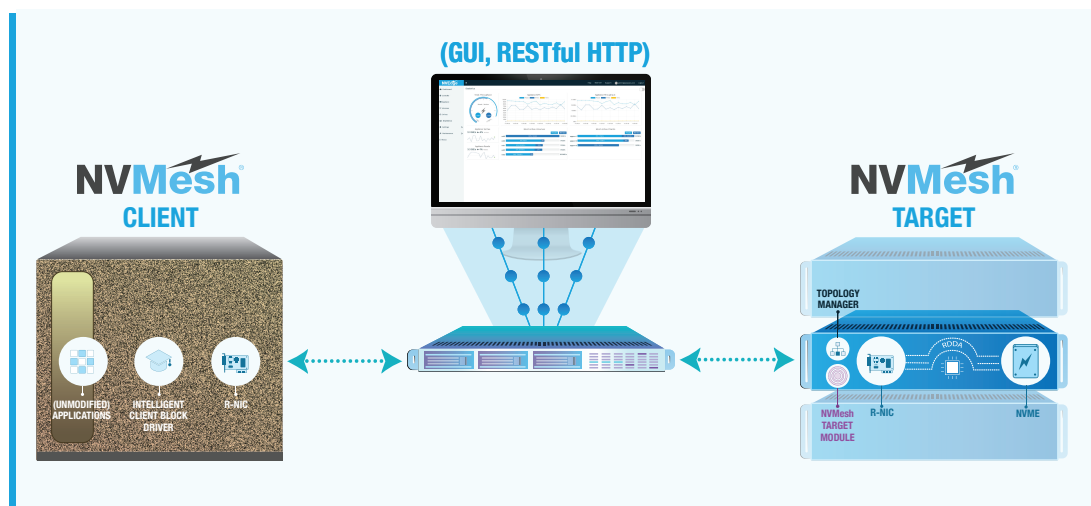 (GUI, RESTful HTTP)
NVMesh®
CLIENT
(UNMODIFIED)
APPLICATIONS
INTELLIGENT
CLIENT BLOCK
DRIVER
R-NIC
NVMesh®
TARGET
TOPOLOGY
MANAGER
RDDA
NVMesh
TARGET
MODULE
R-NIC
NVME